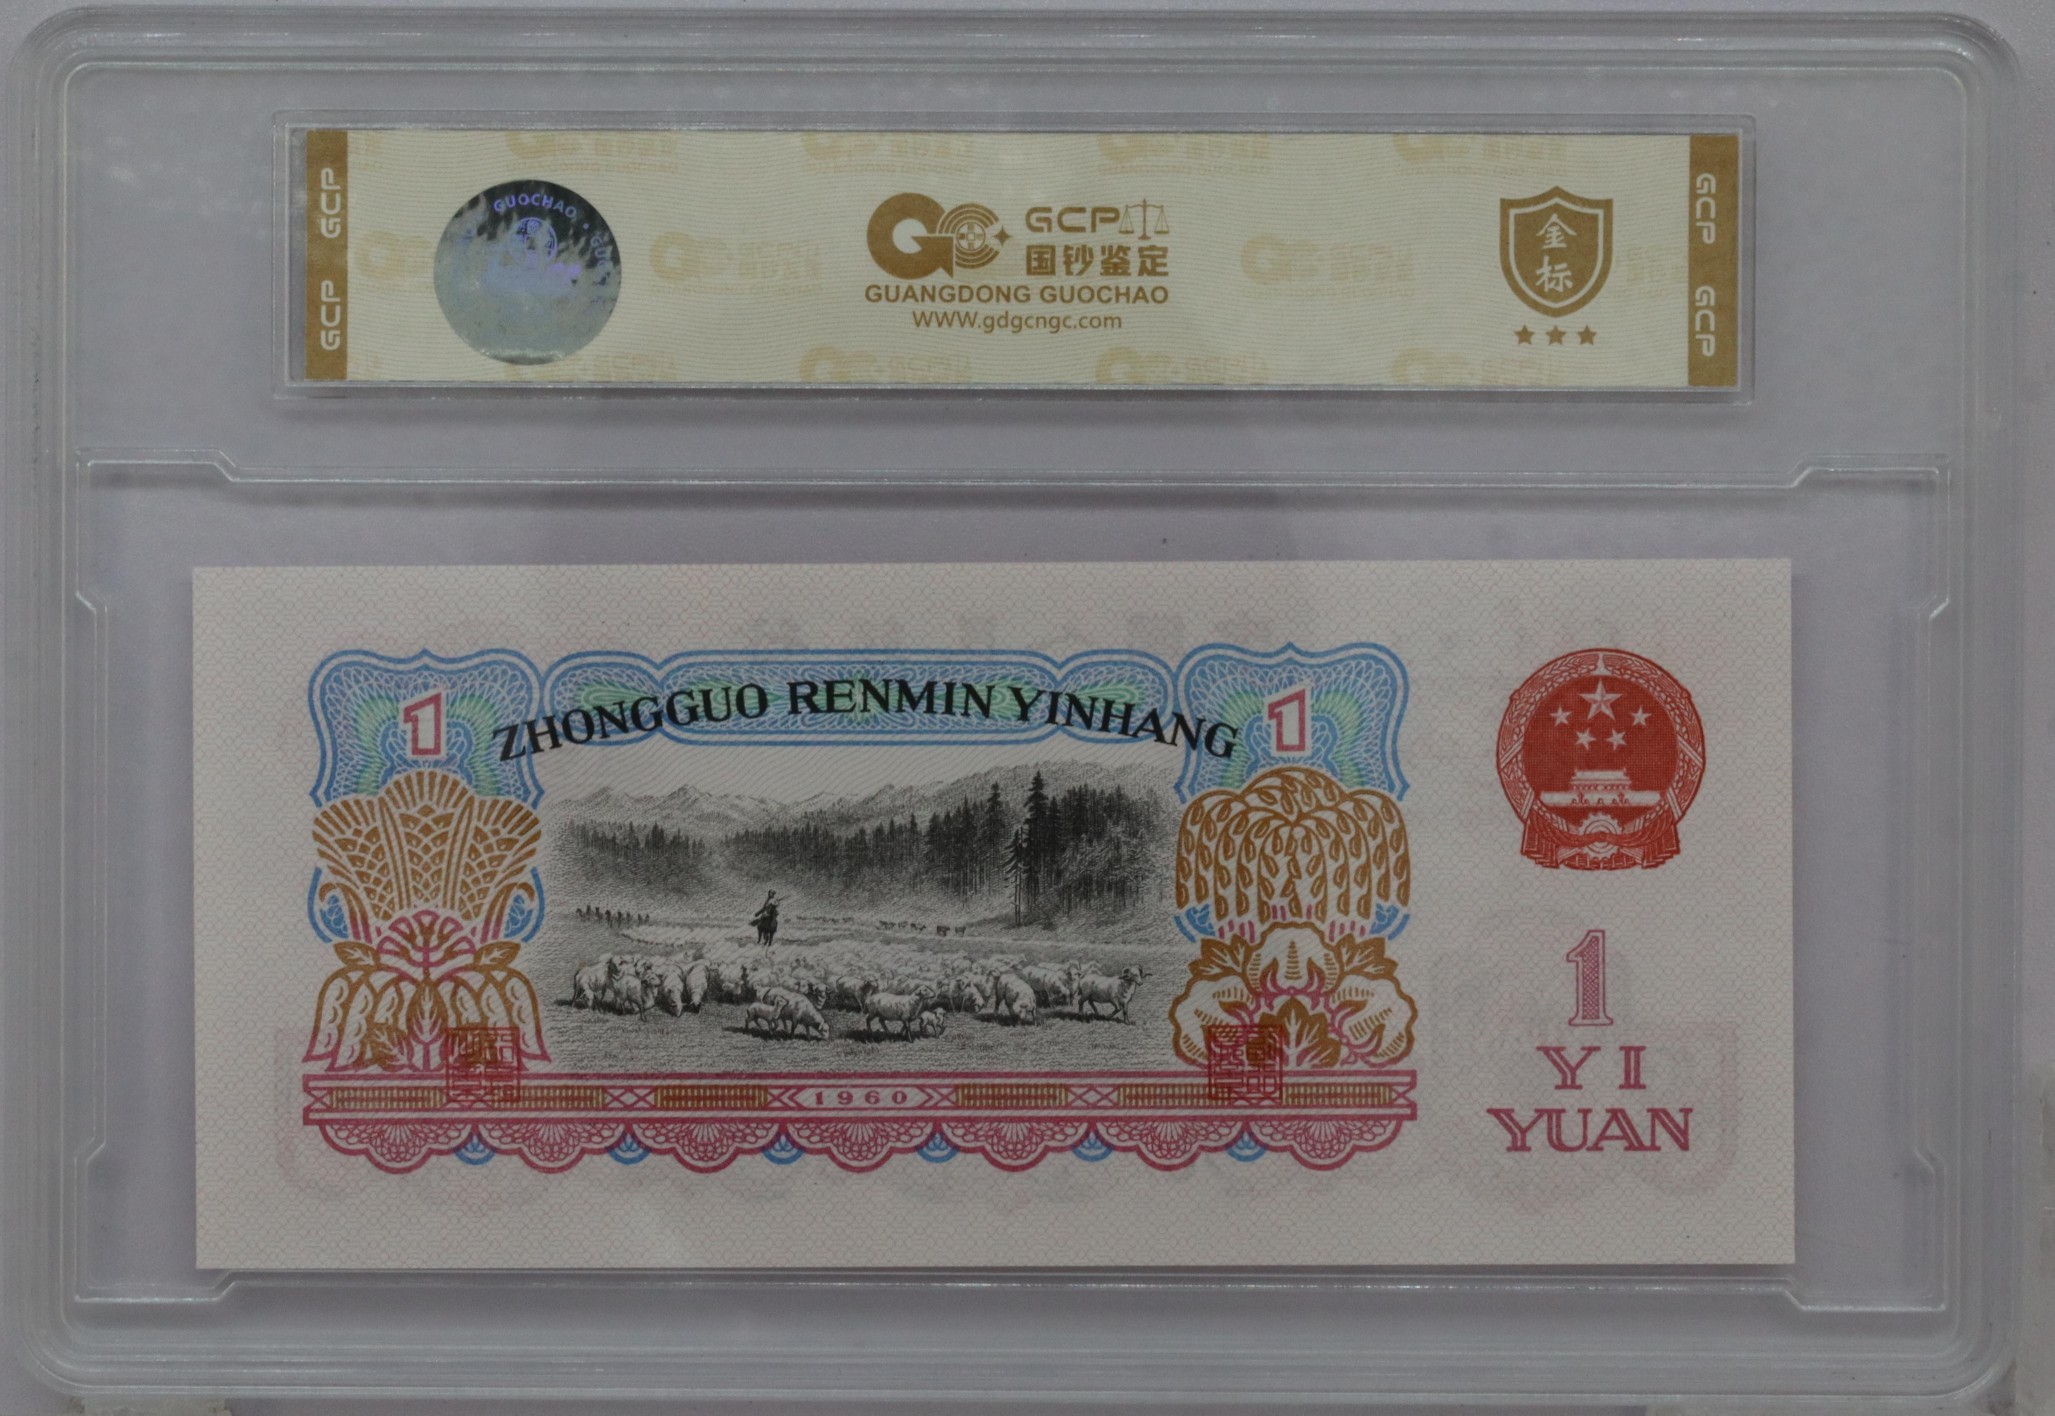 GCP
GCP
GUOCHAO
GCP
国钞鉴定
GUANGDONG GUOCHAO
WWW.gdgcngc.com
金
标
GCP
GCP
ZHONGGUO RENMIN YINHANG
1
1
1960
1
YI
YUAN